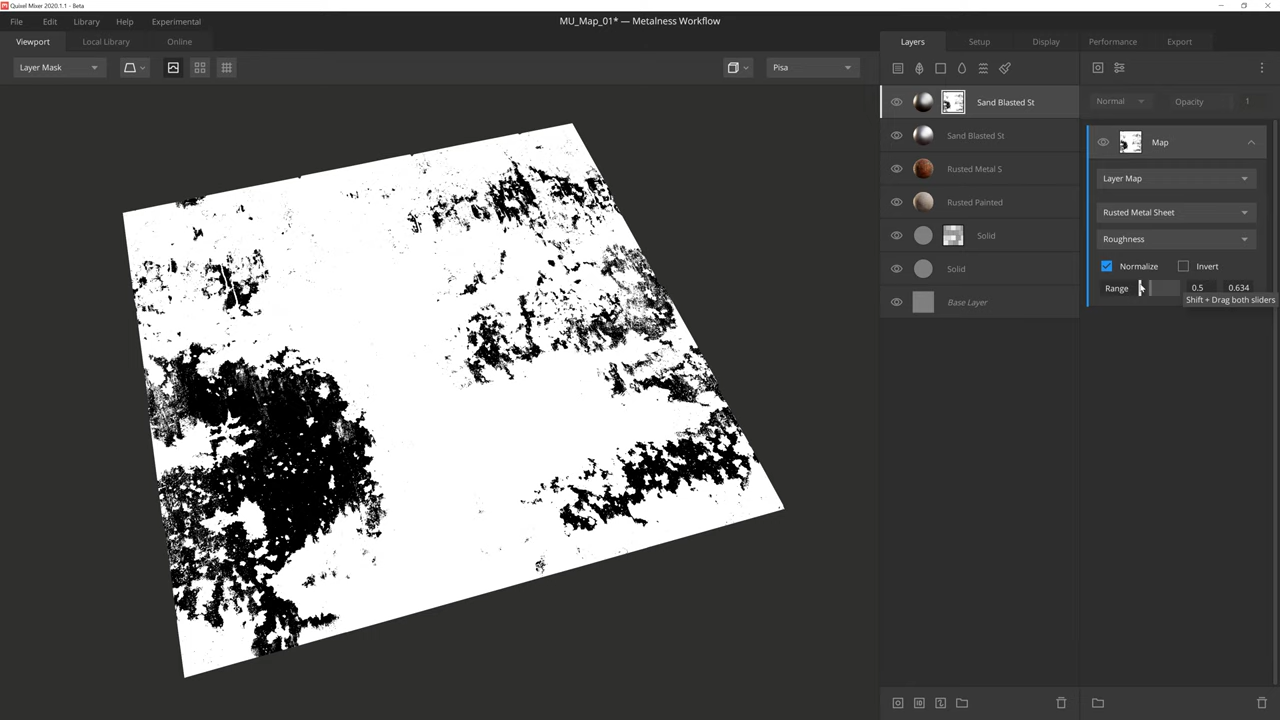 Quixel Mixer 2020.1.1 - Beta
File Edit Library Help Experimental
MU_Map_01* — Metalness Workflow
Viewport Local Library Online
Layers Setup Display Performance Export
Layer Mask
Pisa
Normal Opacity 1
Sand Blasted St
Sand Blasted St
Rusted Metal S
Rusted Painted
Solid
Solid
Base Layer
Map
Layer Map
Rusted Metal Sheet
Roughness
Normalize Invert
Range 0.5 0.634
Shift + Drag both sliders